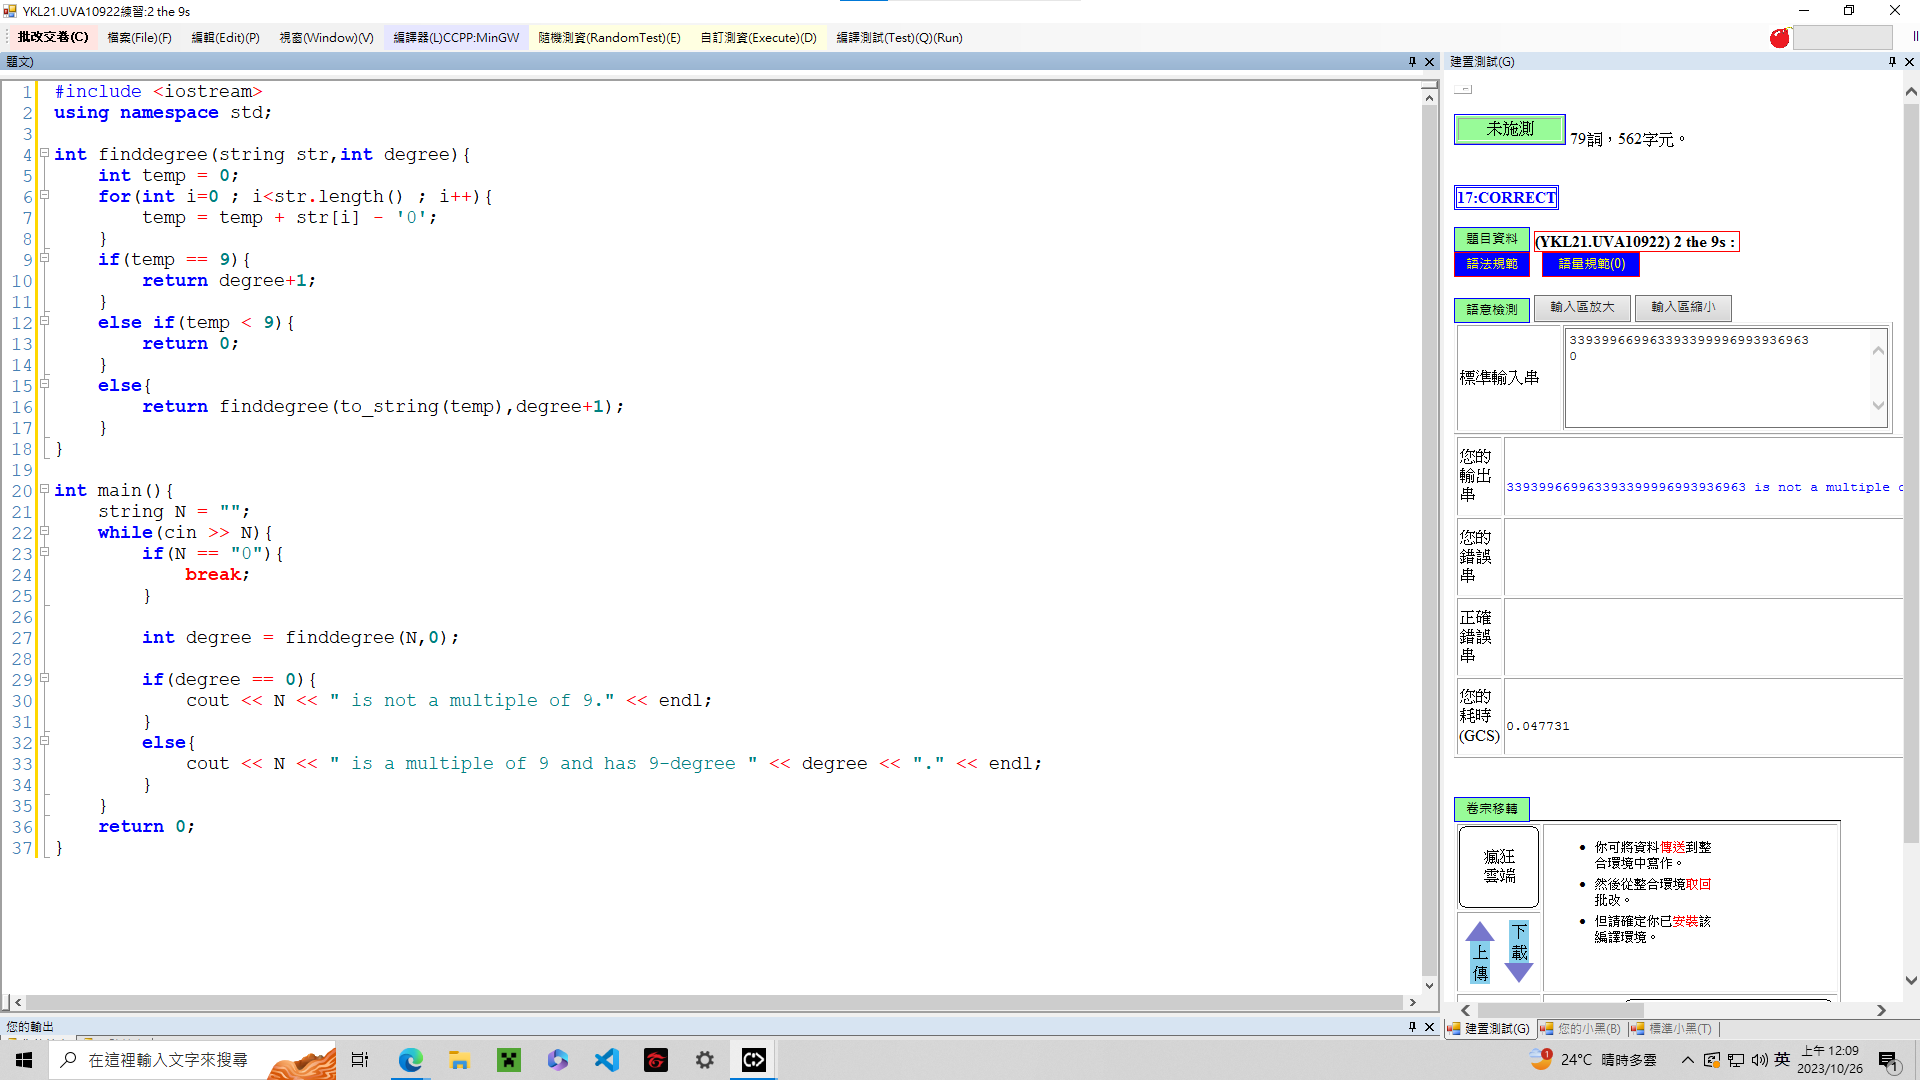 YKL21.UVA10922練習:2 the 9s
批改交卷(C) 檔案(File)(F) 編輯(Edit)(P) 視窗(Window)(V) 編譯器(L)CCPP:MinGW 隨機測資(RandomTest)(E) 自訂測資(Execute)(D) 編譯測試(Test)(Q)(Run)
題文)
1 #include <iostream>
2 using namespace std;
3
4 int finddegree(string str,int degree){
5 int temp = 0;
6 for(int i=0 ; i<str.length() ; i++){
7 temp = temp + str[i] - '0';
8 }
9 if(temp == 9){
10 return degree+1;
11 }
12 else if(temp < 9){
13 return 0;
14 }
15 else{
16 return finddegree(to_string(temp),degree+1);
17 }
18 }
19
20 int main(){
21 string N = "";
22 while(cin >> N){
23 if(N == "0"){
24 break;
25 }
26
27 int degree = finddegree(N,0);
28
29 if(degree == 0){
30 cout << N << " is not a multiple of 9." << endl;
31 }
32 else{
33 cout << N << " is a multiple of 9 and has 9-degree " << degree << "." << endl;
34 }
35 }
36 return 0;
37 }
您的輸出
建置測試(G)
未施測 79詞，562字元。
17:CORRECT
題目資料 (YKL21.UVA10922) 2 the 9s :
語法規範 語量規範(0)
語意檢測 輸入區放大 輸入區縮小
標準輸入串
339399669963393399996993936963
0
您的輸出串
339399669963393399996993936963 is not a multiple
您的錯誤串
正確錯誤串
您的耗時(GCS)
0.047731
卷宗移轉
瘋狂雲端
你可將資料傳送到整
合環境中寫作。
然後從整合環境取回
批改。
但請確定你已安裝該
編譯環境。
上傳
下載
建置測試(G) 您的小黑(B) 標準小黑(T)
在這裡輸入文字來搜尋
1 24°C 晴時多雲 英 上午 12:09
2023/10/26
1